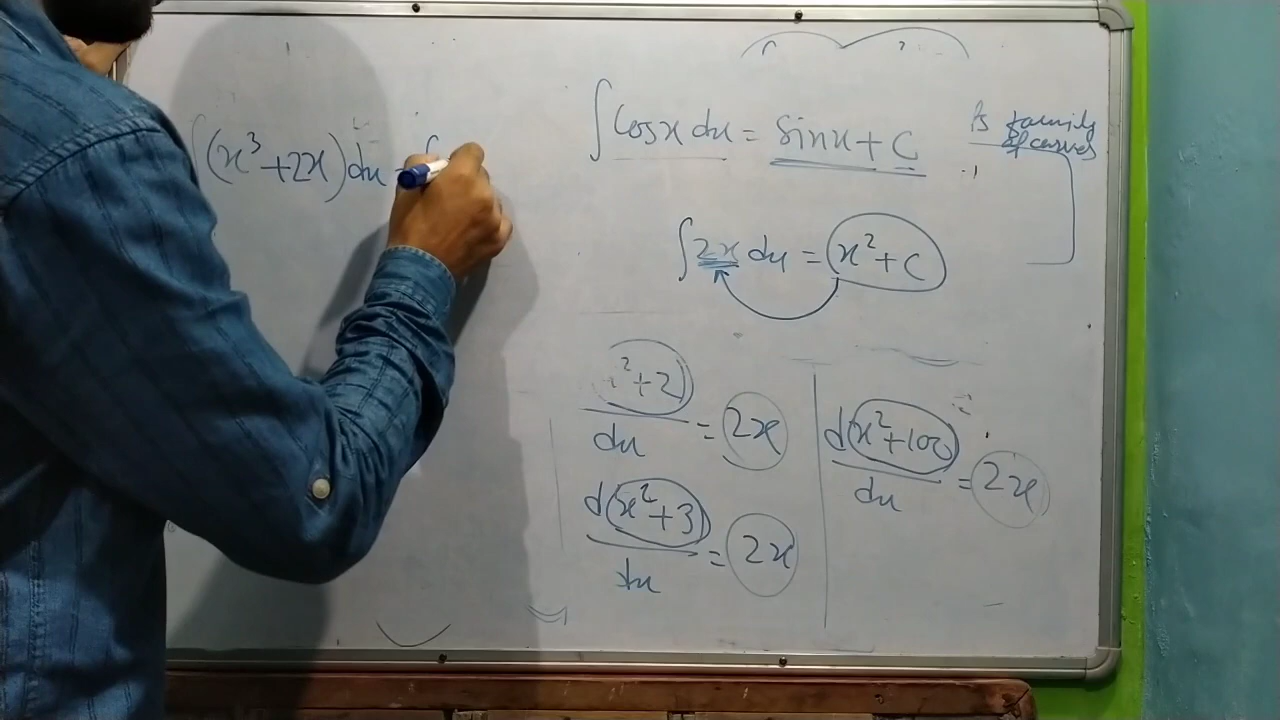 ∫(x³+2x)dx = ∫
∫Cosx dx = sinx + C
As family
of curves
∫2x dx = x²+C
x²+2)
dx
= 2x
d(x²+3)
dx
= 2x
d(x²+100)
dx
= 2x